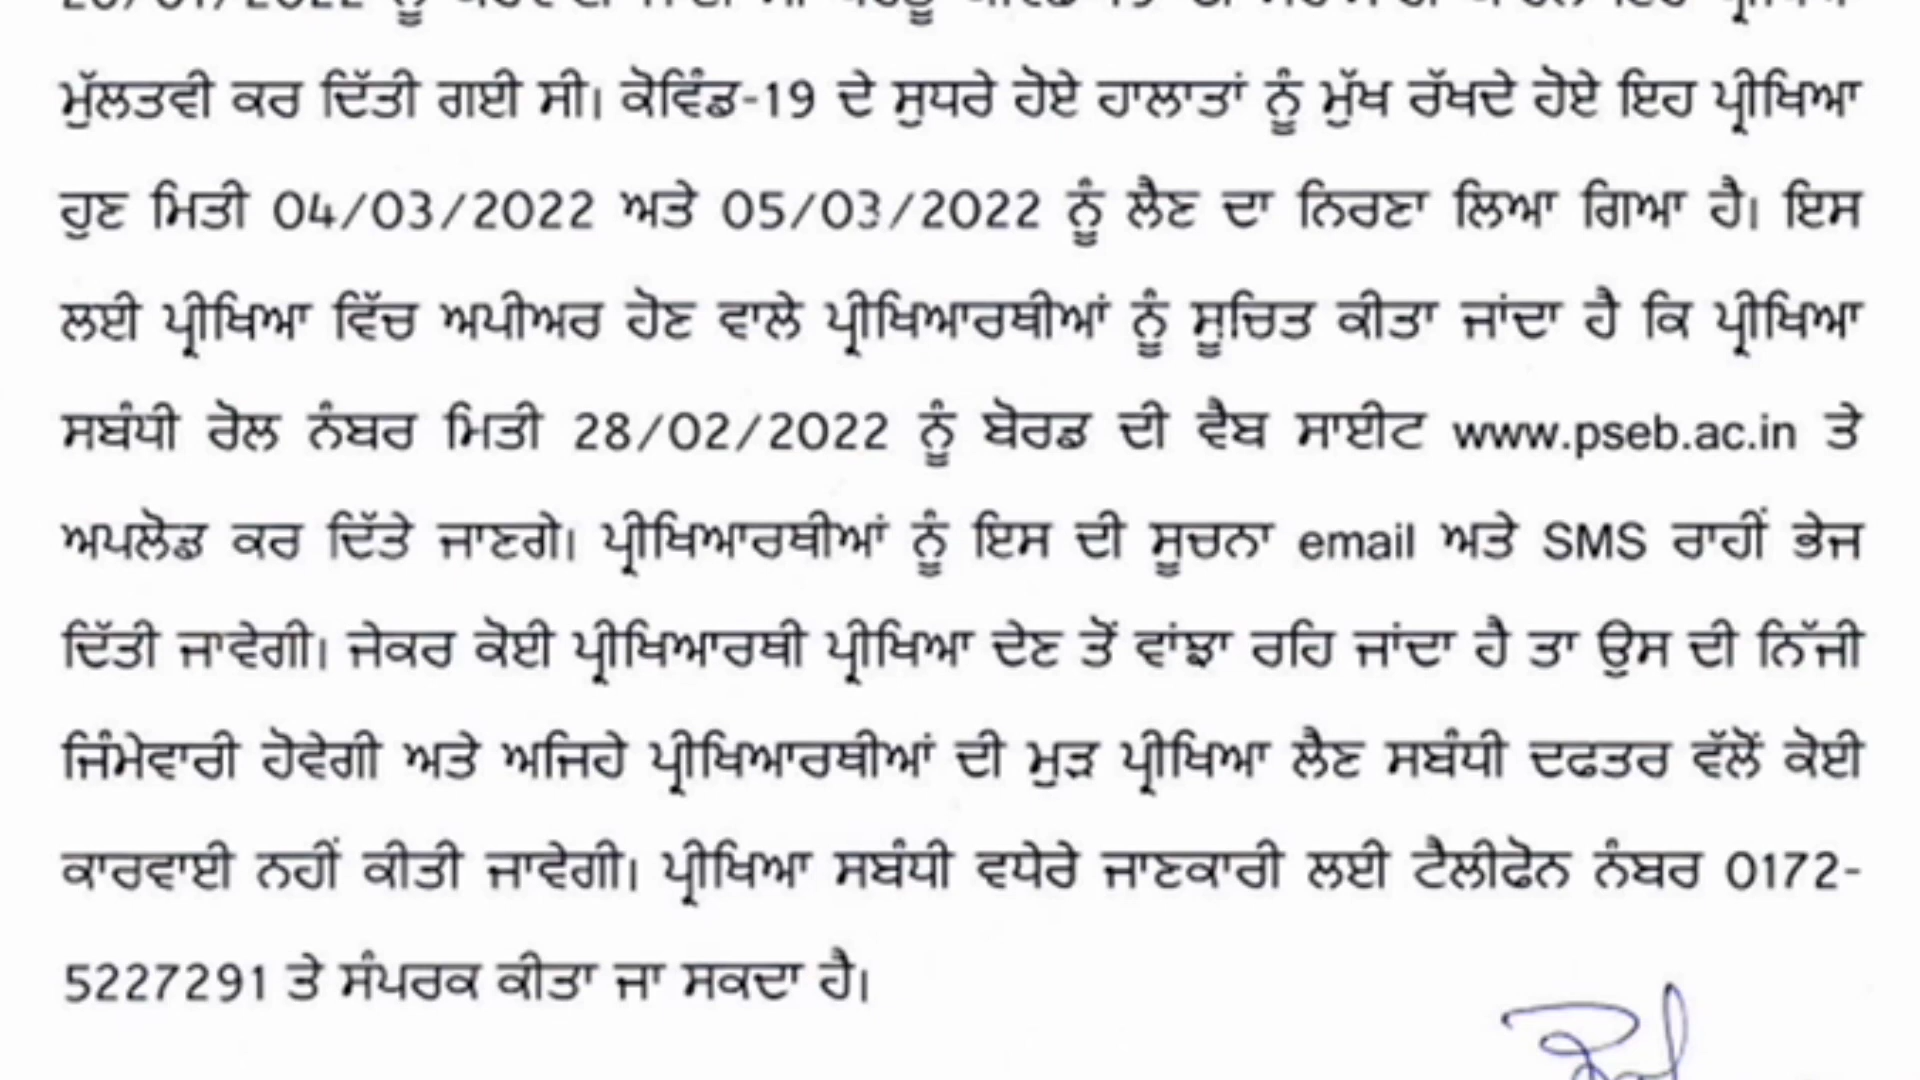 ਮੁੱਲਤਵੀ ਕਰ ਦਿੱਤੀ ਗਈ ਸੀ। ਕੋਵਿੰਡ-19 ਦੇ ਸੁਧਰੇ ਹੋਏ ਹਾਲਾਤਾਂ ਨੂੰ ਮੁੱਖ ਰੱਖਦੇ ਹੋਏ ਇਹ ਪ੍ਰੀਖਿਆ
ਹੁਣ ਮਿਤੀ 04/03/2022 ਅਤੇ 05/03/2022 ਨੂੰ ਲੈਣ ਦਾ ਨਿਰਣਾ ਲਿਆ ਗਿਆ ਹੈ। ਇਸ
ਲਈ ਪ੍ਰੀਖਿਆ ਵਿੱਚ ਅਪੀਅਰ ਹੋਣ ਵਾਲੇ ਪ੍ਰੀਖਿਆਰਥੀਆਂ ਨੂੰ ਸੂਚਿਤ ਕੀਤਾ ਜਾਂਦਾ ਹੈ ਕਿ ਪ੍ਰੀਖਿਆ
ਸਬੰਧੀ ਰੋਲ ਨੰਬਰ ਮਿਤੀ 28/02/2022 ਨੂੰ ਬੋਰਡ ਦੀ ਵੈਬ ਸਾਈਟ www.pseb.ac.in ਤੇ
ਅਪਲੋਡ ਕਰ ਦਿੱਤੇ ਜਾਣਗੇ। ਪ੍ਰੀਖਿਆਰਥੀਆਂ ਨੂੰ ਇਸ ਦੀ ਸੂਚਨਾ email ਅਤੇ SMS ਰਾਹੀਂ ਭੇਜ
ਦਿੱਤੀ ਜਾਵੇਗੀ। ਜੇਕਰ ਕੋਈ ਪ੍ਰੀਖਿਆਰਥੀ ਪ੍ਰੀਖਿਆ ਦੇਣ ਤੋਂ ਵਾਂਝਾ ਰਹਿ ਜਾਂਦਾ ਹੈ ਤਾ ਉਸ ਦੀ ਨਿੱਜੀ
ਜਿੰਮੇਵਾਰੀ ਹੋਵੇਗੀ ਅਤੇ ਅਜਿਹੇ ਪ੍ਰੀਖਿਆਰਥੀਆਂ ਦੀ ਮੁੜ ਪ੍ਰੀਖਿਆ ਲੈਣ ਸਬੰਧੀ ਦਫਤਰ ਵੱਲੋਂ ਕੋਈ
ਕਾਰਵਾਈ ਨਹੀਂ ਕੀਤੀ ਜਾਵੇਗੀ। ਪ੍ਰੀਖਿਆ ਸਬੰਧੀ ਵਧੇਰੇ ਜਾਣਕਾਰੀ ਲਈ ਟੈਲੀਫੋਨ ਨੰਬਰ 0172-
5227291 ਤੇ ਸੰਪਰਕ ਕੀਤਾ ਜਾ ਸਕਦਾ ਹੈ।